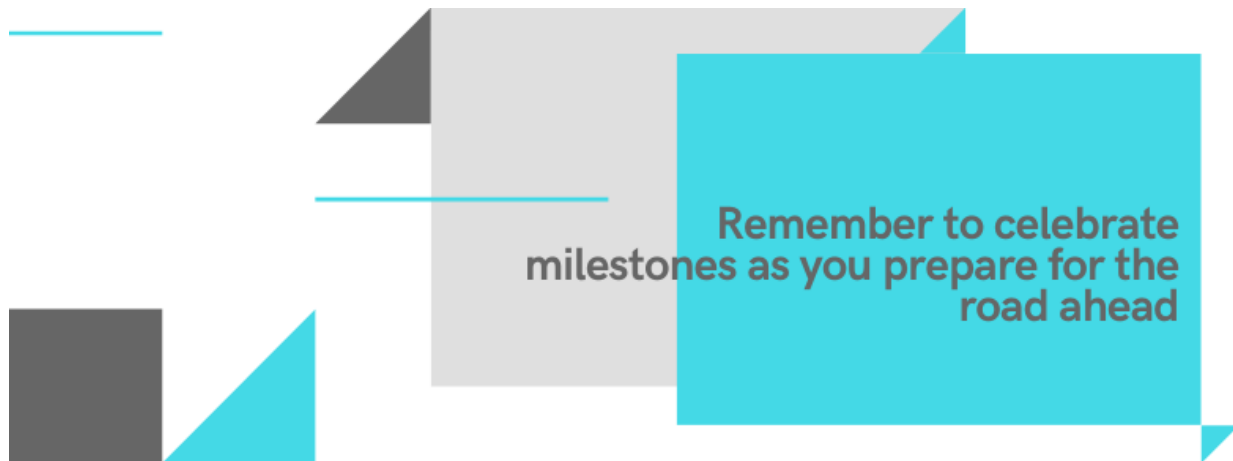 Remember to celebrate
milestones as you prepare for the
road ahead